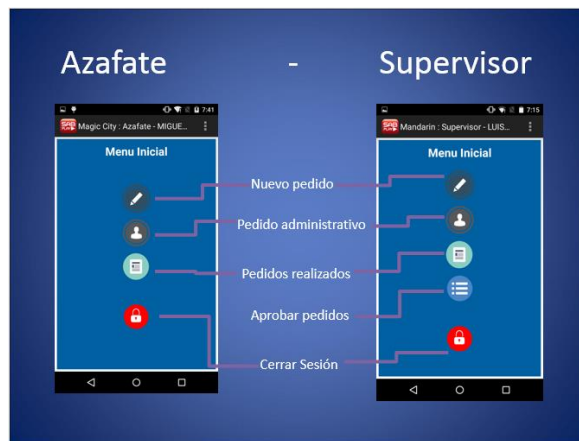 Azafate - Supervisor
7:41
Magic City : Azafate - MIGUE...
Menu Inicial
7:15
Mandarin : Supervisor - LUIS...
Menu Inicial
Nuevo pedido
Pedido administrativo
Pedidos realizados
Aprobar pedidos
Cerrar Sesión